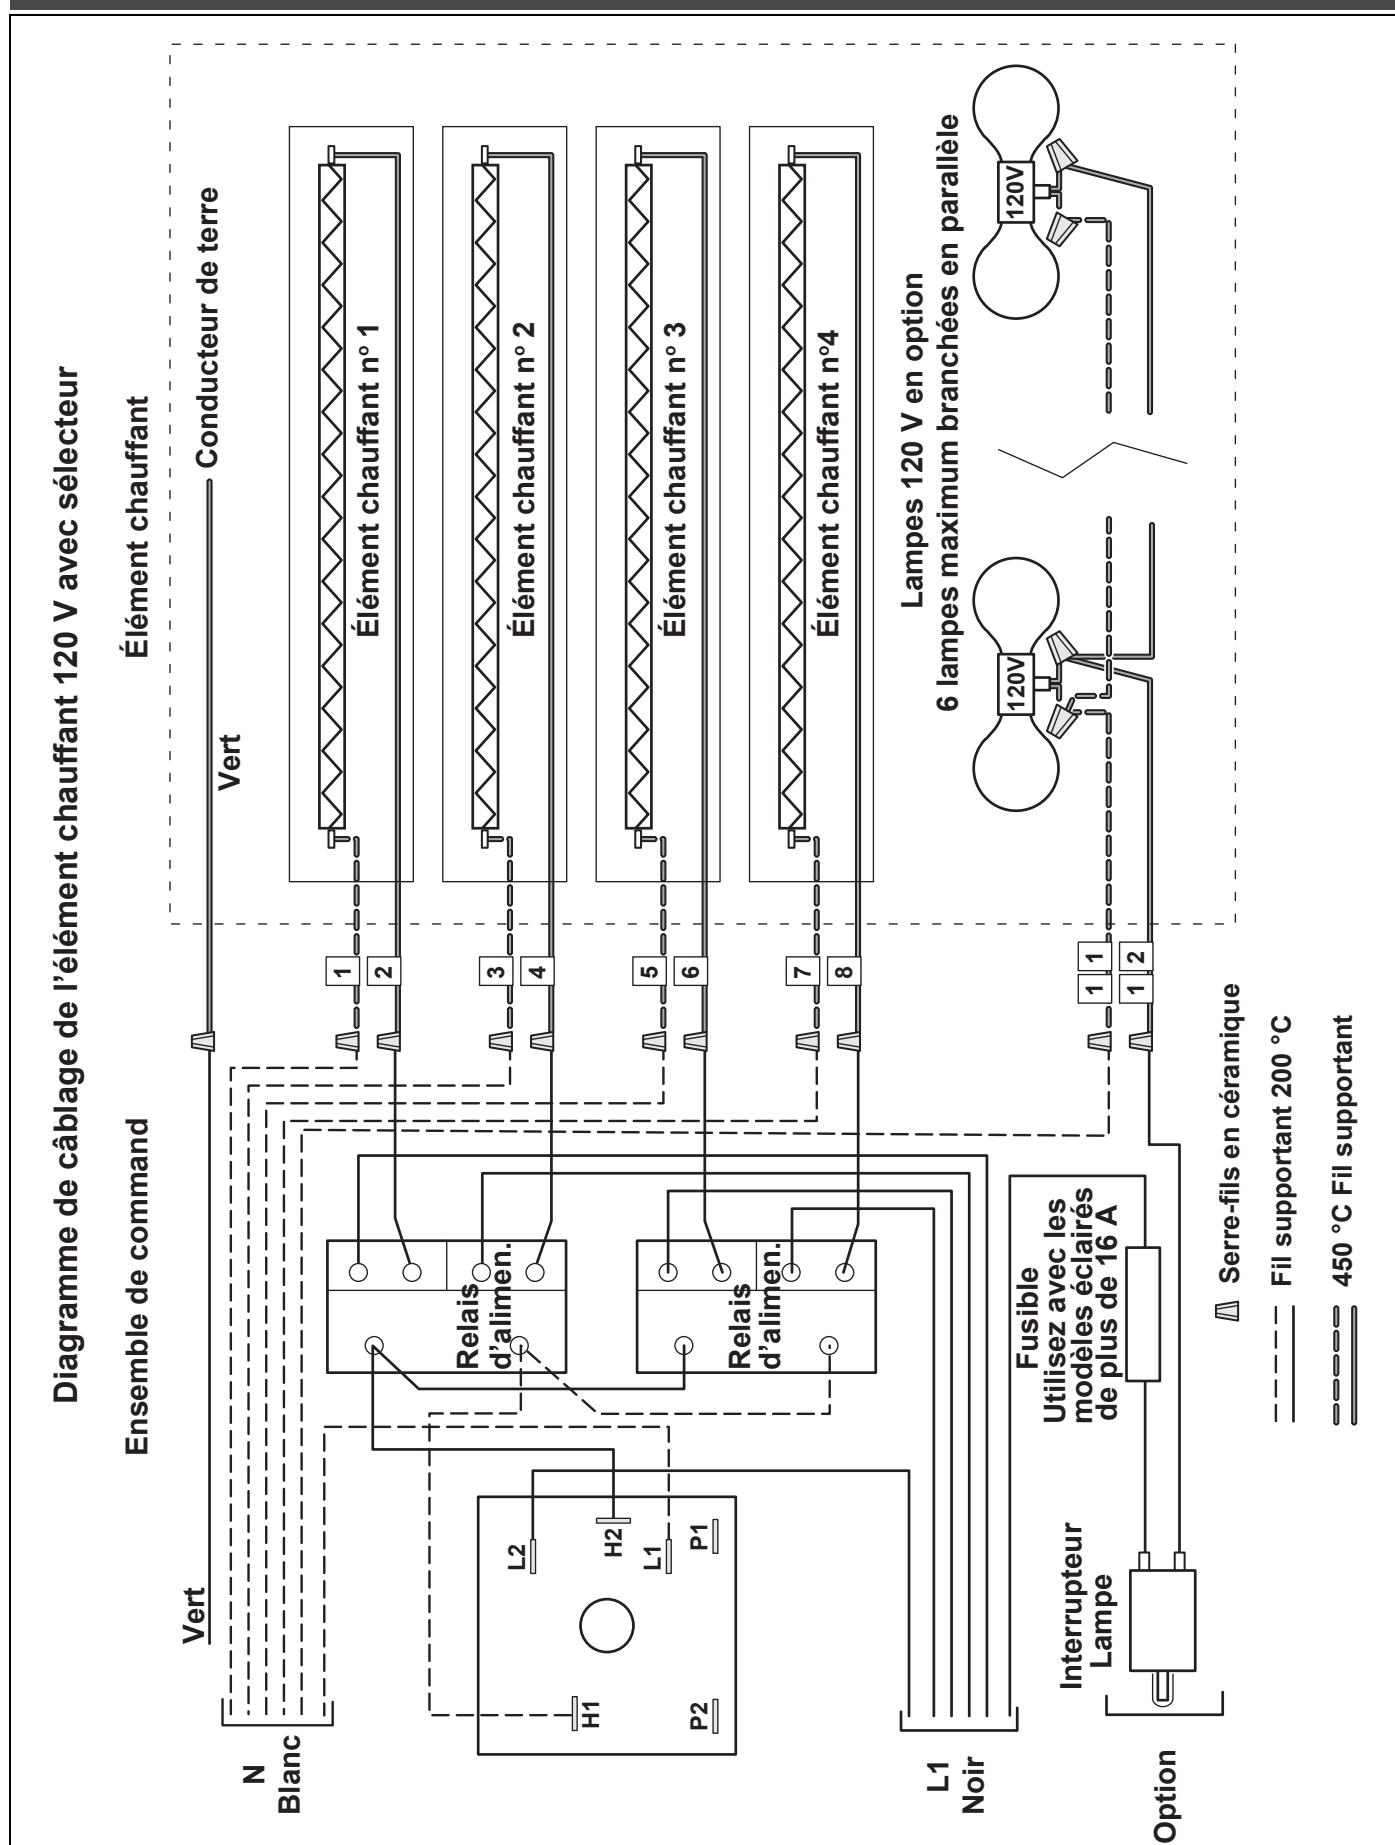 Diagramme de câblage de l'élément chauffant 120 V avec sélecteur
Ensemble de command
Élément chauffant
Vert
Vert
Conducteur de terre
N
Blanc
1
2
Élément chauffant nº 1
3
4
Élément chauffant nº 2
5
6
Élément chauffant nº 3
7
8
Élément chauffant nº4
Relais
d'alimen.
Relais
d'alimen.
L2
H2
L1
P1
H1
P2
L1
Noir
Lampes 120 V en option
6 lampes maximum branchées en parallèle
120V
120V
1 1
1 2
Fusible
Utilisez avec les
modèles éclairés
de plus de 16 A
Interrupteur
Lampe
Option
Serre-fils en céramique
Fil supportant 200 °C
450 °C Fil supportant